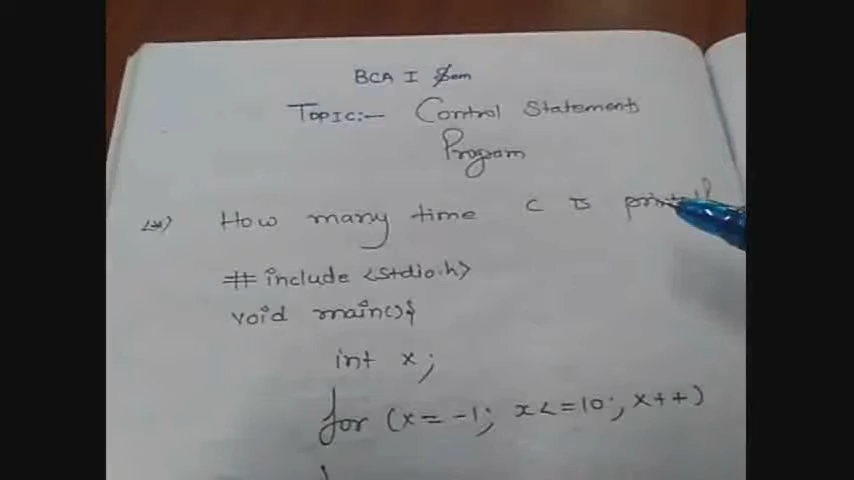 BCA I Sem
TOPIC:- Control Statements
Program
How many time C is
# include <stdio.h>
void main(){
int x;
for (x = -1; x <= 10; x++)